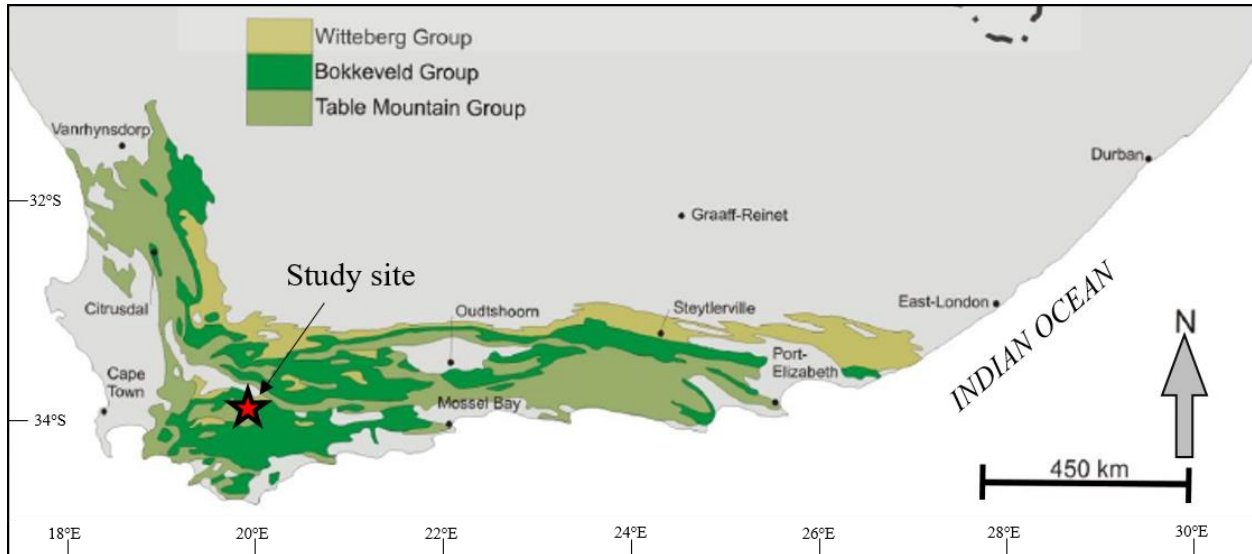 Witteberg Group
Bokkeveld Group
Table Mountain Group
Vanrhynsdorp
Durban
32°S
Graaff-Reinet
Study site
Citrusdal
Oudtshoorn
Steytlerville
East-London
INDIAN OCEAN
N
Cape
Town
Port-
Elizabeth
Mossel Bay
34°S
450 km
18°E
20°E
22°E
24°E
26°E
28°E
30°E